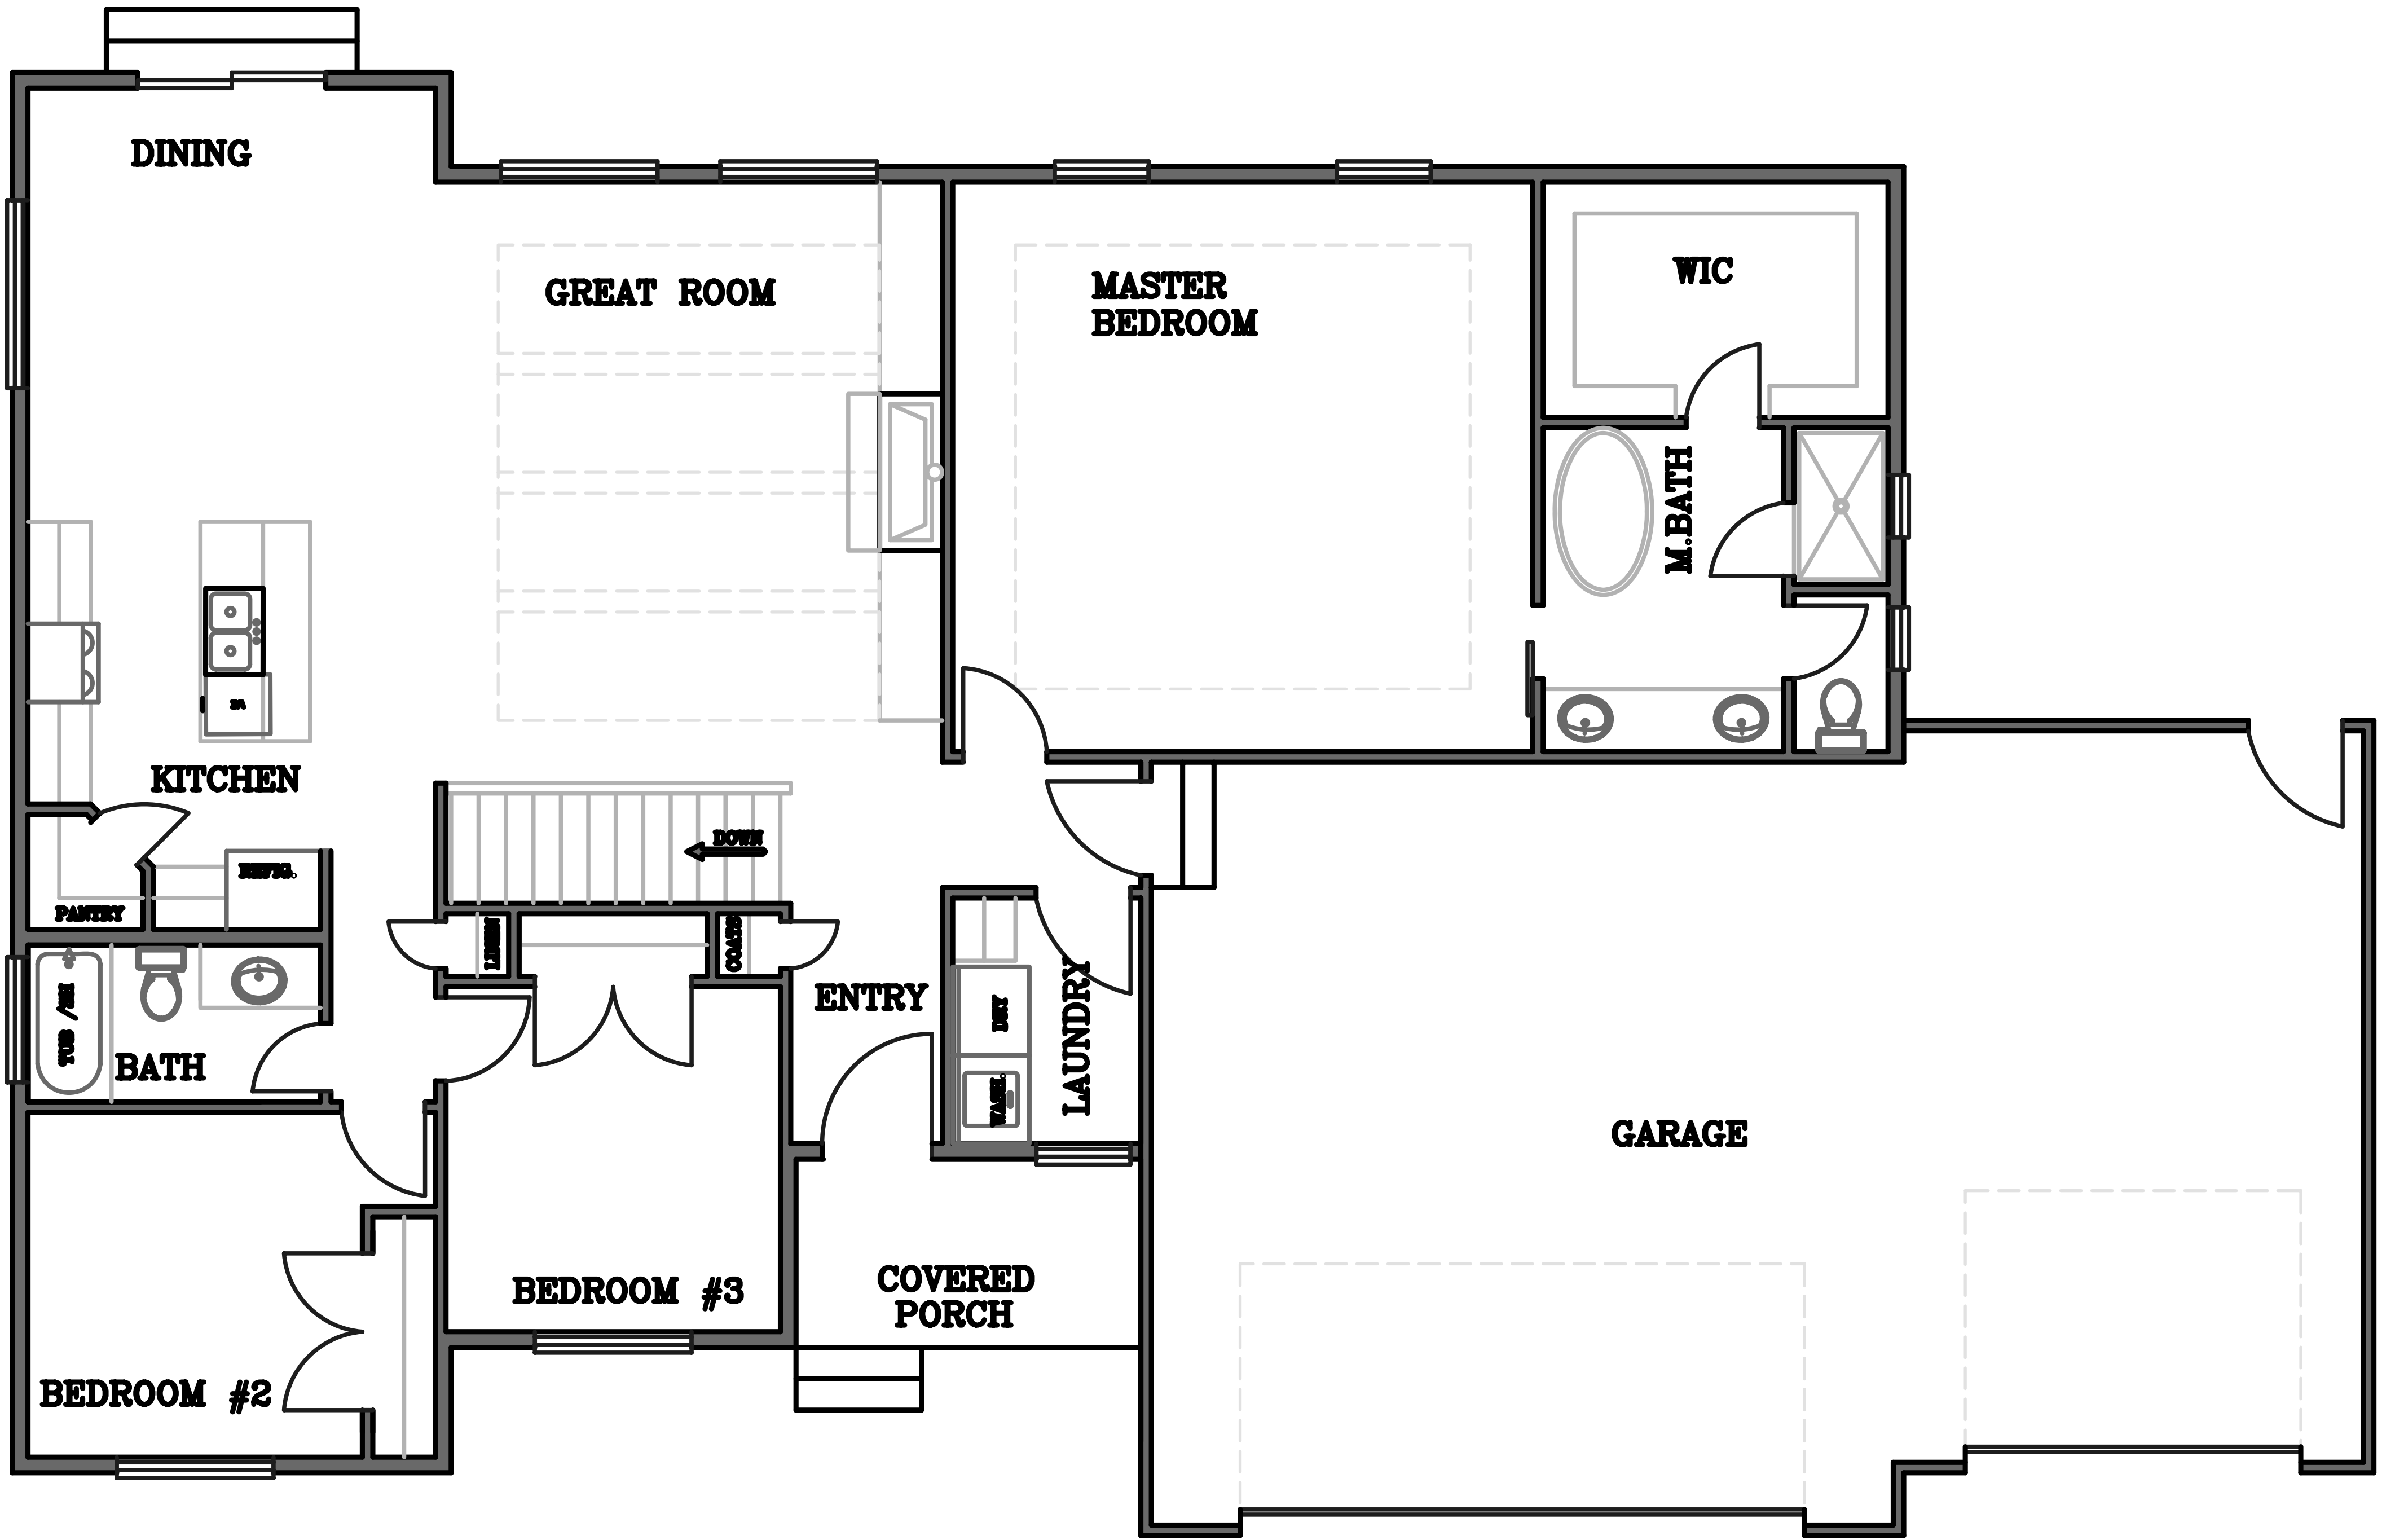 DINING
GREAT ROOM
MASTER
BEDROOM
WIC
M.BATH
KITCHEN
DOWN
REFIG.
PANTRY
LINEN
COATS
TUB /SH
BATH
ENTRY
DRY
WASH.
LAUNDRY
GARAGE
BEDROOM #3
COVERED
PORCH
BEDROOM #2